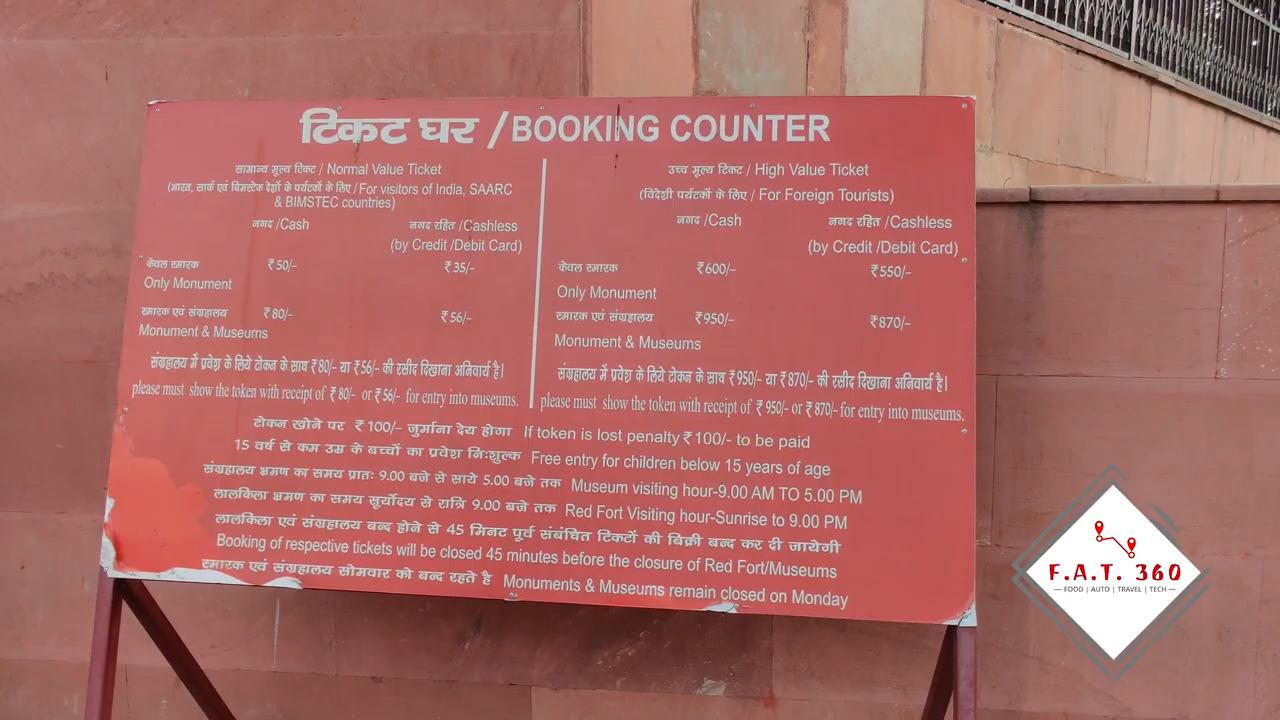 टिकट घर /BOOKING COUNTER
सामान्य मूल्य टिकट / Normal Value Ticket
(भारत, सार्क एवं बिमस्टेक देशों के पर्यटकों के लिए / For visitors of India, SAARC
& BIMSTEC countries)
नगद /Cash नगद रहित /Cashless
(by Credit /Debit Card)
केवल स्मारक ₹50/- ₹35/-
Only Monument
स्मारक एवं संग्रहालय ₹80/- ₹56/-
Monument & Museums
संग्रहालय में प्रवेश के लिये टोकन के साथ ₹80/- या ₹56/- की रसीद दिखाना अनिवार्य है।
please must show the token with receipt of ₹80/- or ₹56/- for entry into museums.
उच्च मूल्य टिकट / High Value Ticket
(विदेशी पर्यटकों के लिए / For Foreign Tourists)
नगद /Cash नगद रहित /Cashless
(by Credit /Debit Card)
केवल स्मारक ₹600/- ₹550/-
Only Monument
स्मारक एवं संग्रहालय ₹950/- ₹870/-
Monument & Museums
संग्रहालय में प्रवेश के लिये टोकन के साथ ₹950/- या ₹870/- की रसीद दिखाना अनिवार्य है।
please must show the token with receipt of ₹950/- or ₹870/- for entry into museums.
टोकन खोने पर ₹100/- जुर्माना देय होगा If token is lost penalty ₹100/- to be paid
15 वर्ष से कम उम्र के बच्चों का प्रवेश निःशुल्क Free entry for children below 15 years of age
संग्रहालय भ्रमण का समय प्रातः 9.00 बजे से साये 5.00 बजे तक Museum visiting hour-9.00 AM TO 5.00 PM
लालकिला भ्रमण का समय सूर्योदय से रात्रि 9.00 बजे तक Red Fort Visiting hour-Sunrise to 9.00 PM
लालकिला एवं संग्रहालय बन्द होने से 45 मिनट पूर्व संबंधित टिकटों की बिक्री बन्द कर दी जायेगी
Booking of respective tickets will be closed 45 minutes before the closure of Red Fort/Museums
स्मारक एवं संग्रहालय सोमवार को बन्द रहते है Monuments & Museums remain closed on Monday
F.A.T. 360
FOOD | AUTO | TRAVEL | TECH